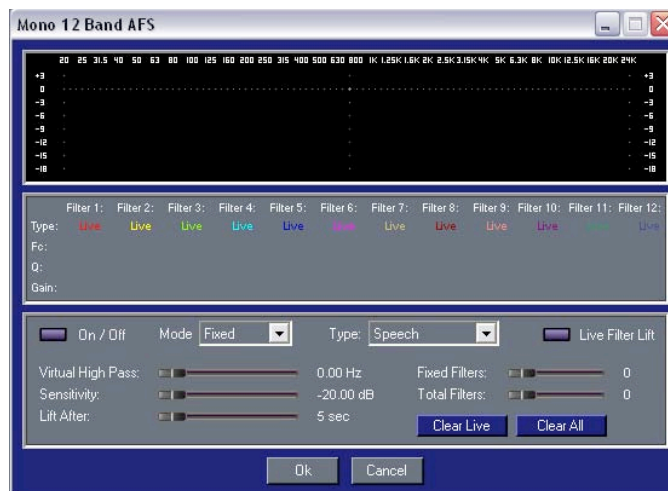 Mono 12 Band AFS
20 25 31.5 40 50 63 80 100 125 160 200 250 315 400 500 630 800 1K 1.25K 1.6K 2K 2.5K 3.15K 4K 5K 6.3K 8K 10K 12.5K 16K 20K 24K
+3 +3
0 0
-3 -3
-6 -6
-9 -9
-12 -12
-15 -15
-18 -18
Filter 1: Filter 2: Filter 3: Filter 4: Filter 5: Filter 6: Filter 7: Filter 8: Filter 9: Filter 10: Filter 11: Filter 12:
Type: Live Live Live Live Live Live Live Live Live Live Live Live
Fc:
Q:
Gain:
On / Off Mode Fixed Type: Speech Live Filter Lift
Virtual High Pass: 0.00 Hz Fixed Filters: 0
Sensitivity: -20.00 dB Total Filters: 0
Lift After: 5 sec Clear Live Clear All
Ok Cancel